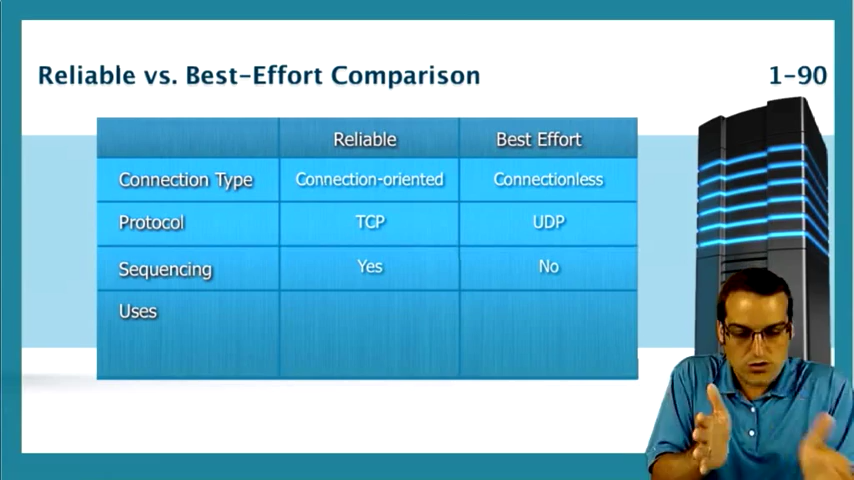 Reliable vs. Best-Effort Comparison 1-90
Reliable Best Effort
Connection Type Connection-oriented Connectionless
Protocol TCP UDP
Sequencing Yes No
Uses